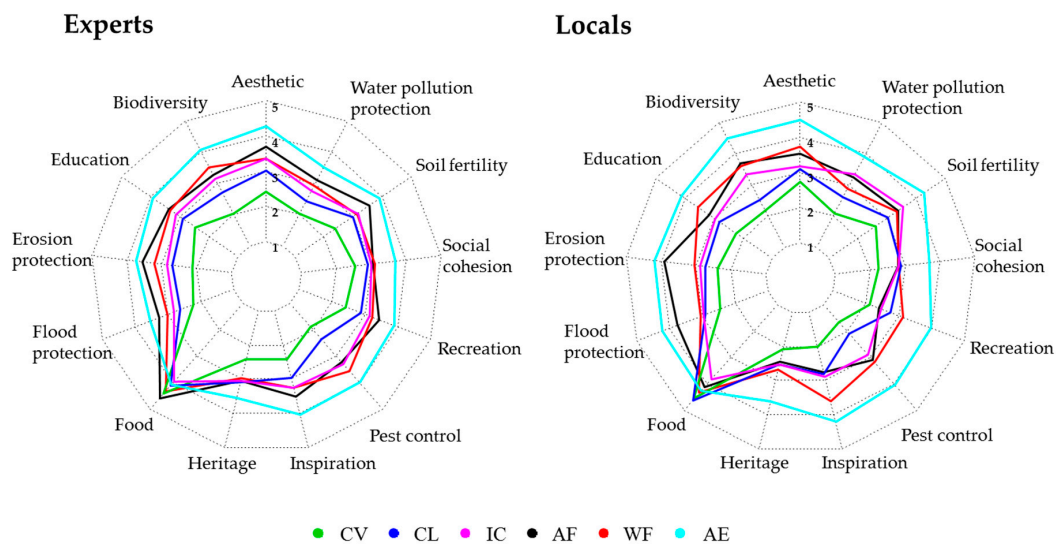 Experts
Aesthetic
Water pollution
protection
Soil fertility
Social
cohesion
Recreation
Pest control
Inspiration
Heritage
Food
Flood
protection
Erosion
protection
Education
Biodiversity
5
4
3
2
1
Locals
Aesthetic
Water pollution
protection
Soil fertility
Social
cohesion
Recreation
Pest control
Inspiration
Heritage
Food
Flood
protection
Erosion
protection
Education
Biodiversity
5
4
3
2
1
CV CL IC AF WF AE